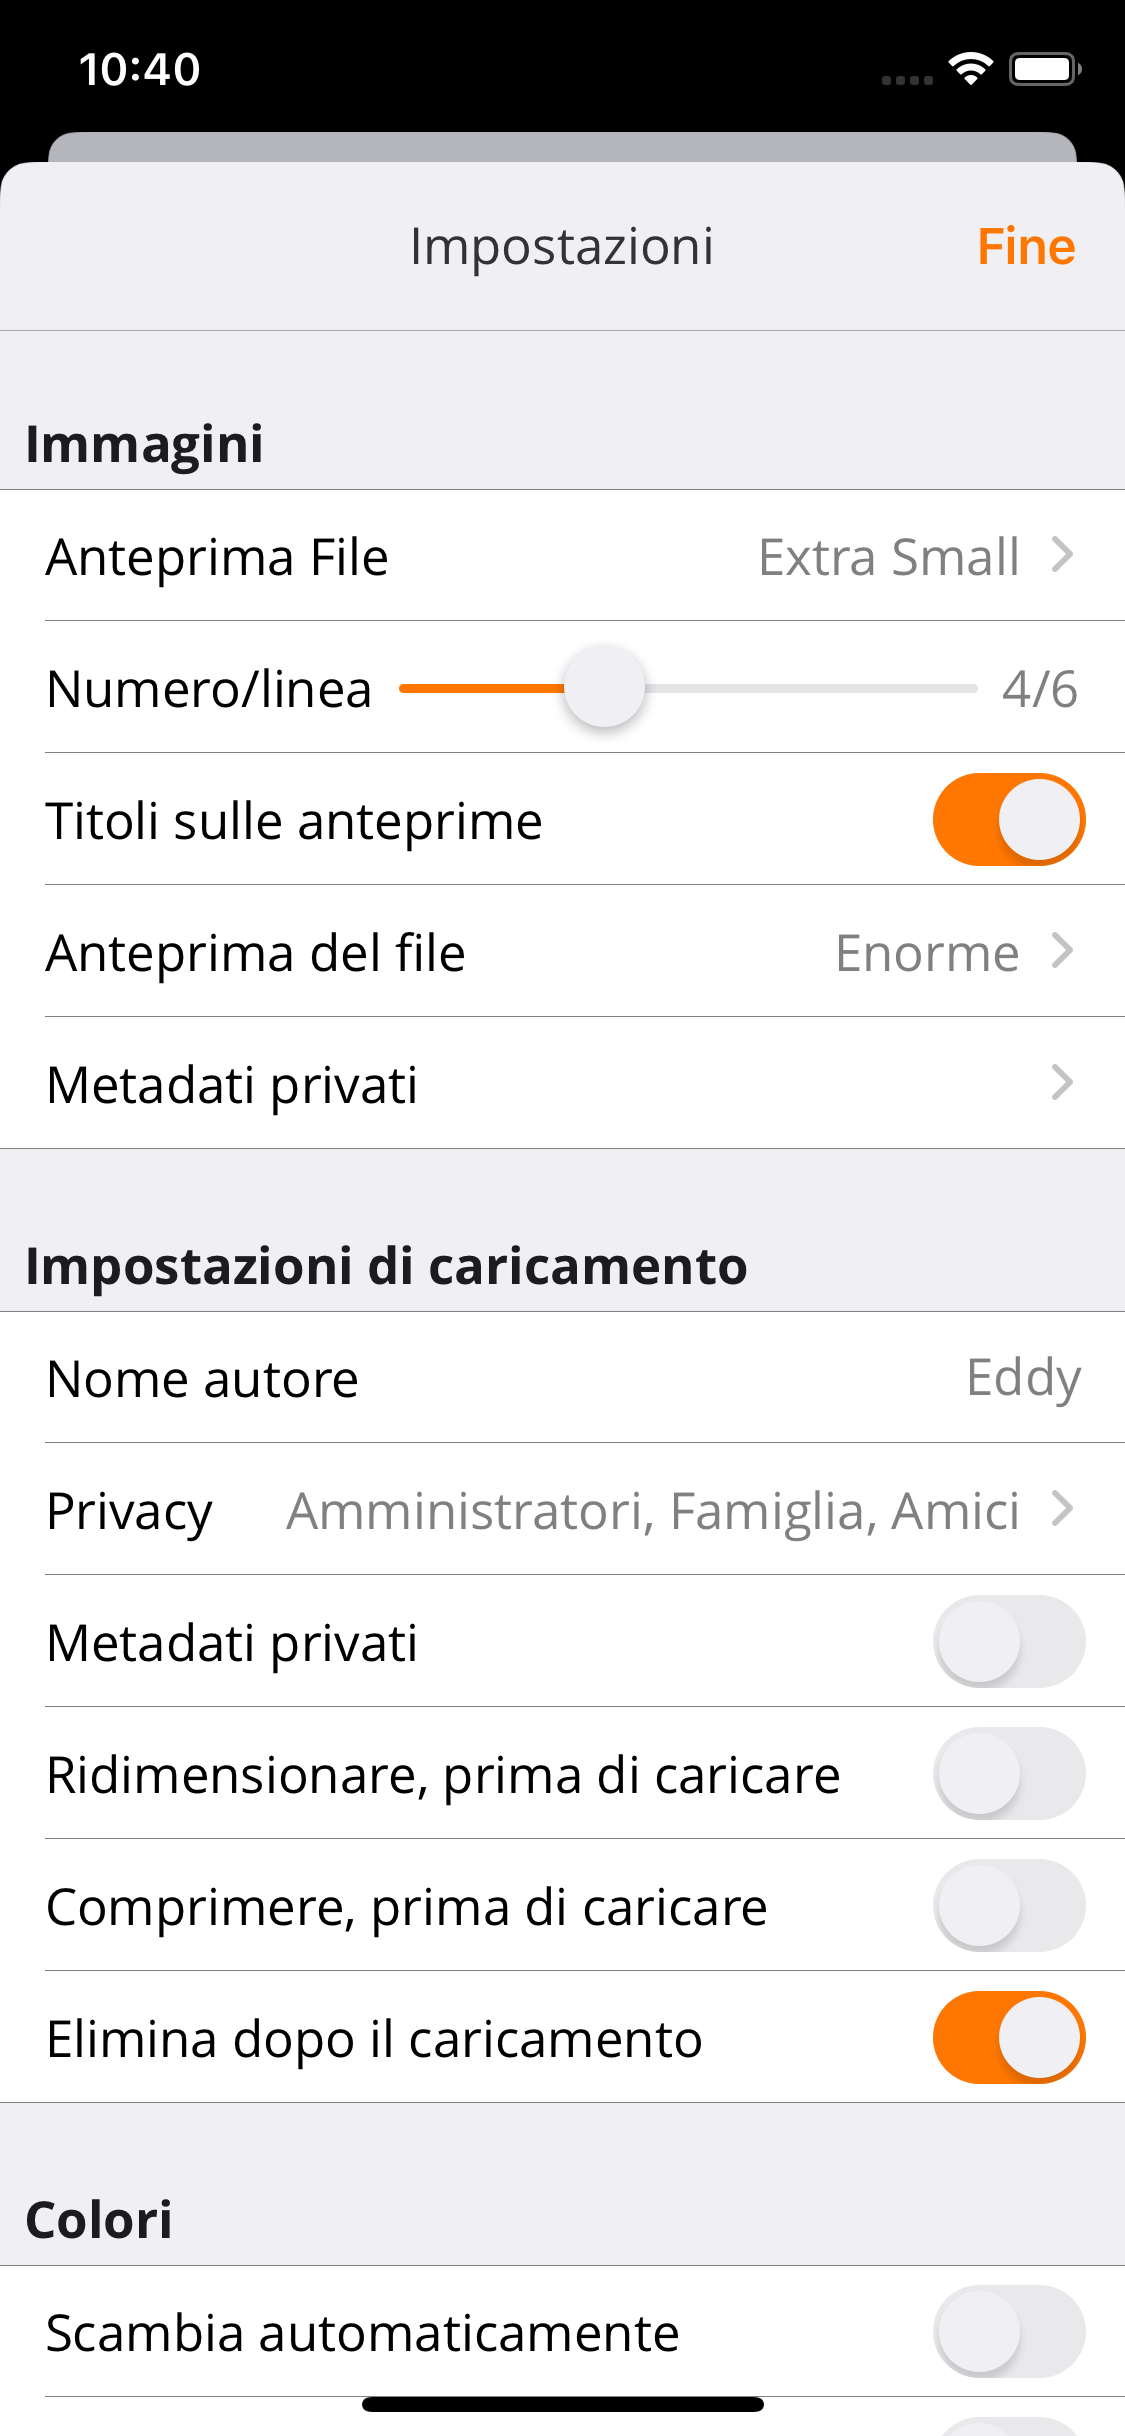 10:40
Impostazioni
Fine
Immagini
Anteprima File
Extra Small
Numero/linea
4/6
Titoli sulle anteprime
Anteprima del file
Enorme
Metadati privati
Impostazioni di caricamento
Nome autore
Eddy
Privacy
Amministratori, Famiglia, Amici
Metadati privati
Ridimensionare, prima di caricare
Comprimere, prima di caricare
Elimina dopo il caricamento
Colori
Scambia automaticamente